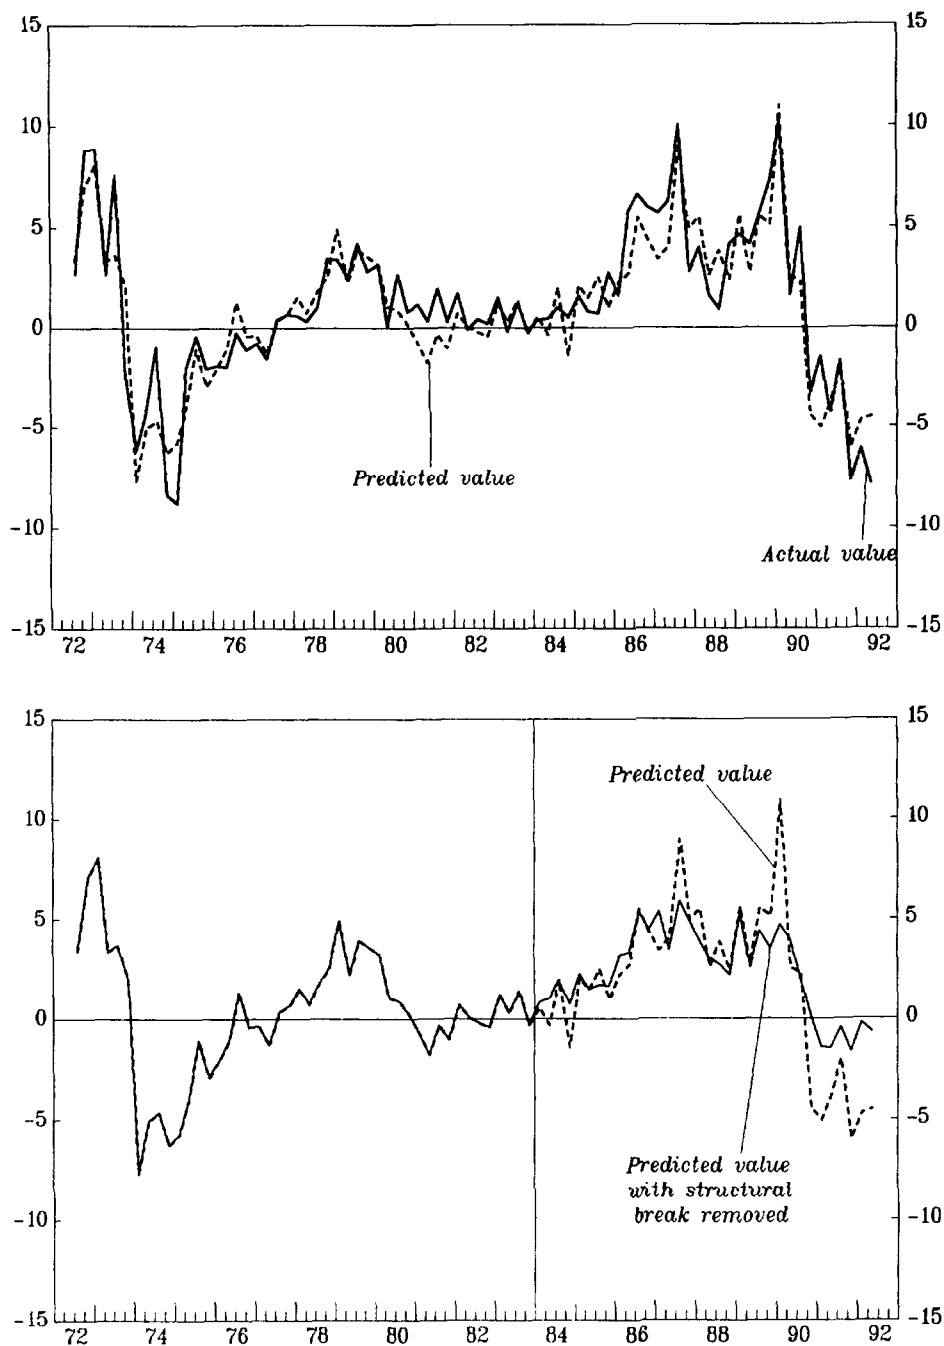 15 15
10 10
5 5
0 0
-5 -5
Predicted value
-10 -10
Actual value
-15 -15
72 74 76 78 80 82 84 86 88 90 92
15 15
Predicted value
10 10
5 5
0 0
-5 -5
Predicted value
with structural
break removed
-10 -10
15 -15
72 74 76 78 80 82 84 86 88 90 92